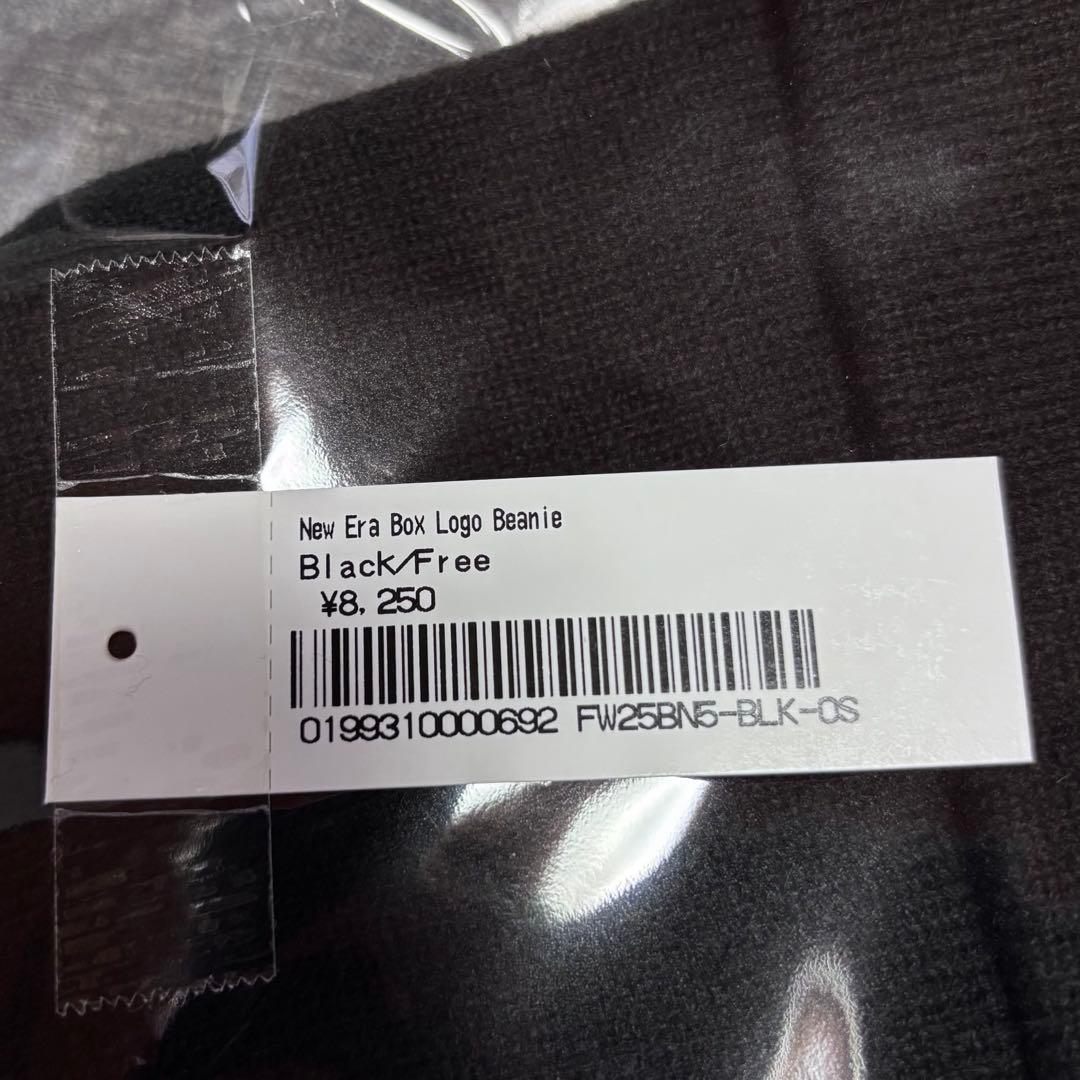 New Era Box Logo Beanie
Black/Free
¥8,250
0199310000692 FW25BN5-BLK-OS